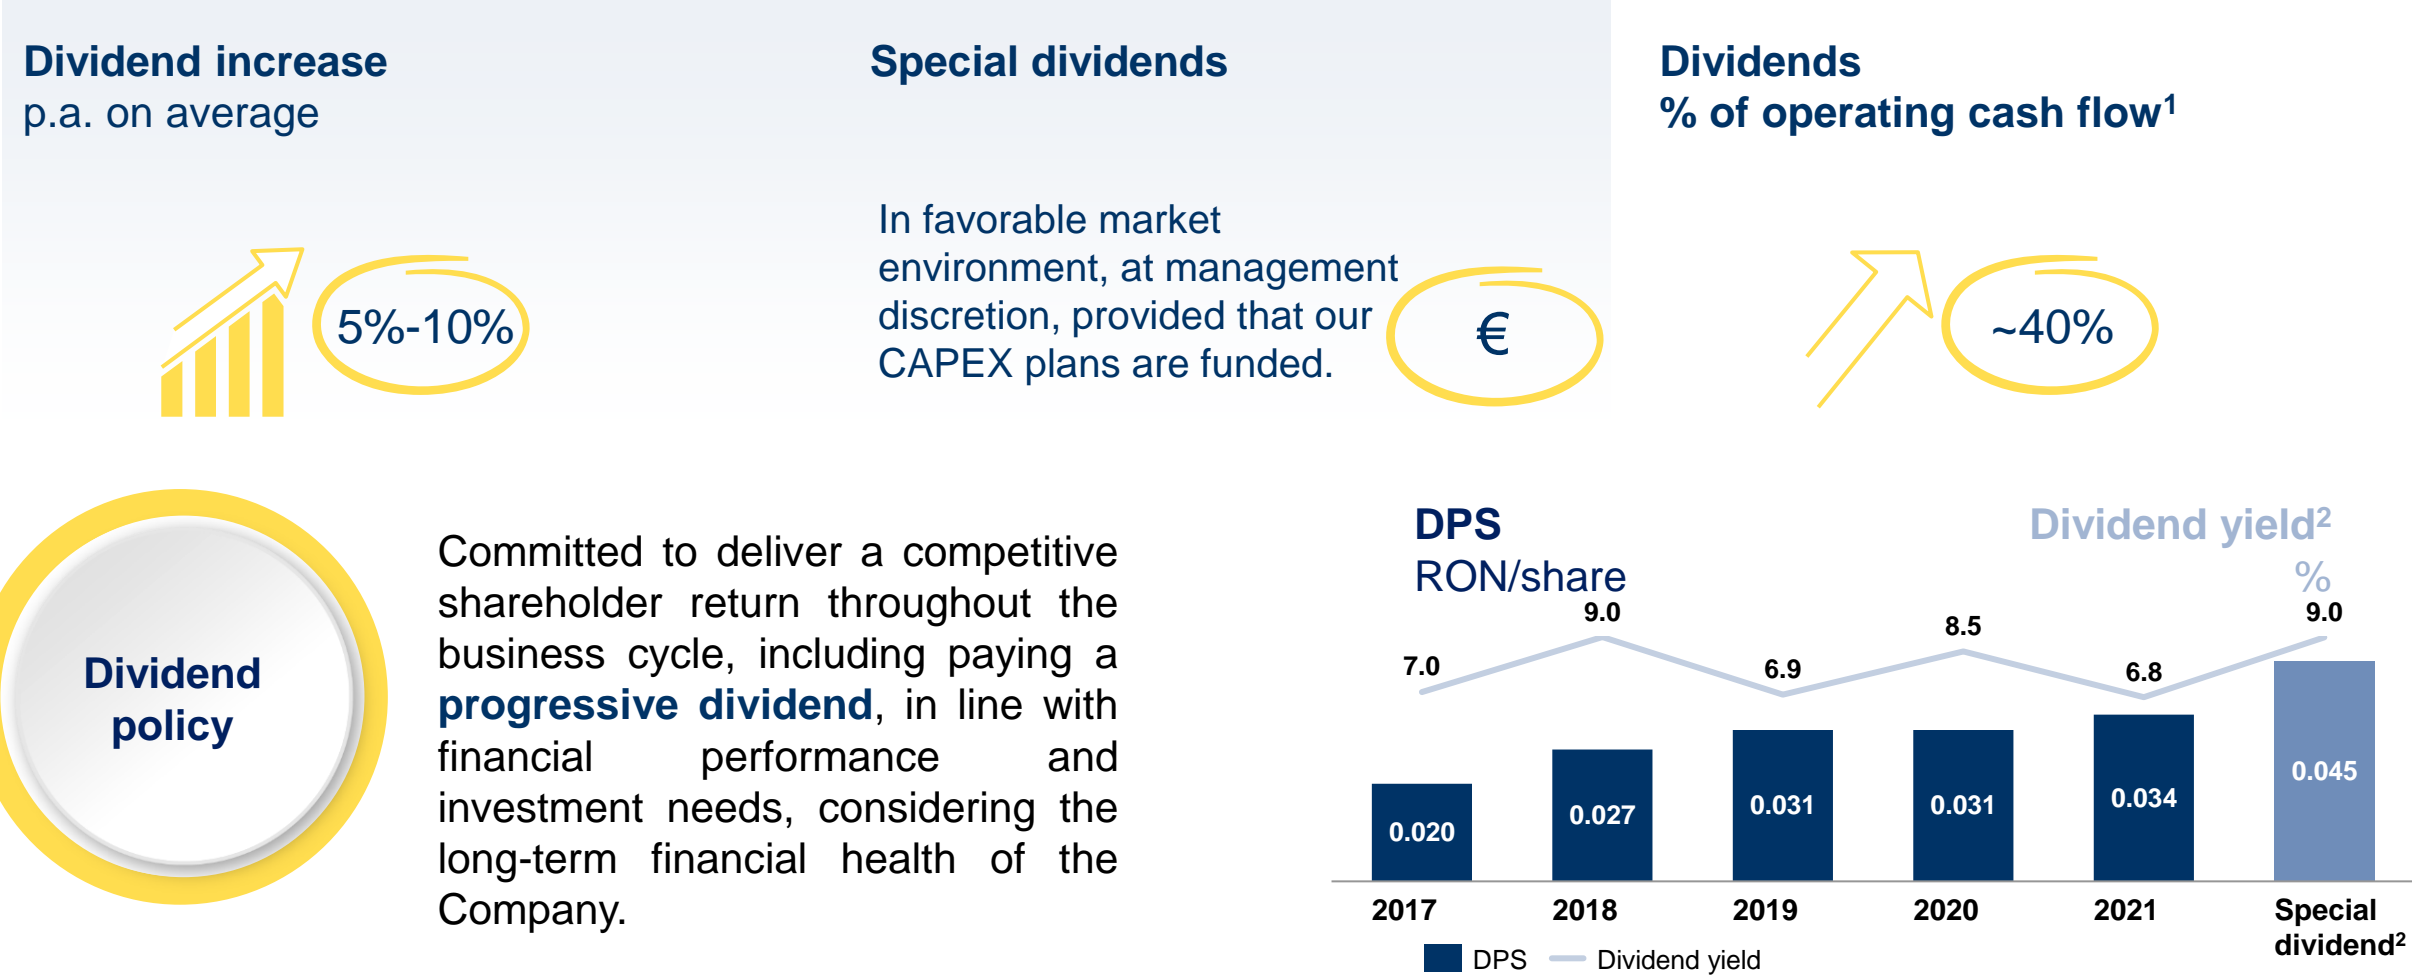 Dividend increase
p.a. on average
5%-10%
Special dividends
In favorable market
environment, at management
discretion, provided that our
CAPEX plans are funded.
€
Dividends
% of operating cash flow¹
~40%
Dividend
policy
Committed to deliver a competitive
shareholder return throughout the
business cycle, including paying a
progressive dividend, in line with
financial performance and
investment needs, considering the
long-term financial health of the
Company.
DPS
RON/share
Dividend yield²
%
7.0
9.0
6.9
8.5
6.8
9.0
0.020
0.027
0.031
0.031
0.034
0.045
2017
2018
2019
2020
2021
Special
dividend²
DPS
Dividend yield